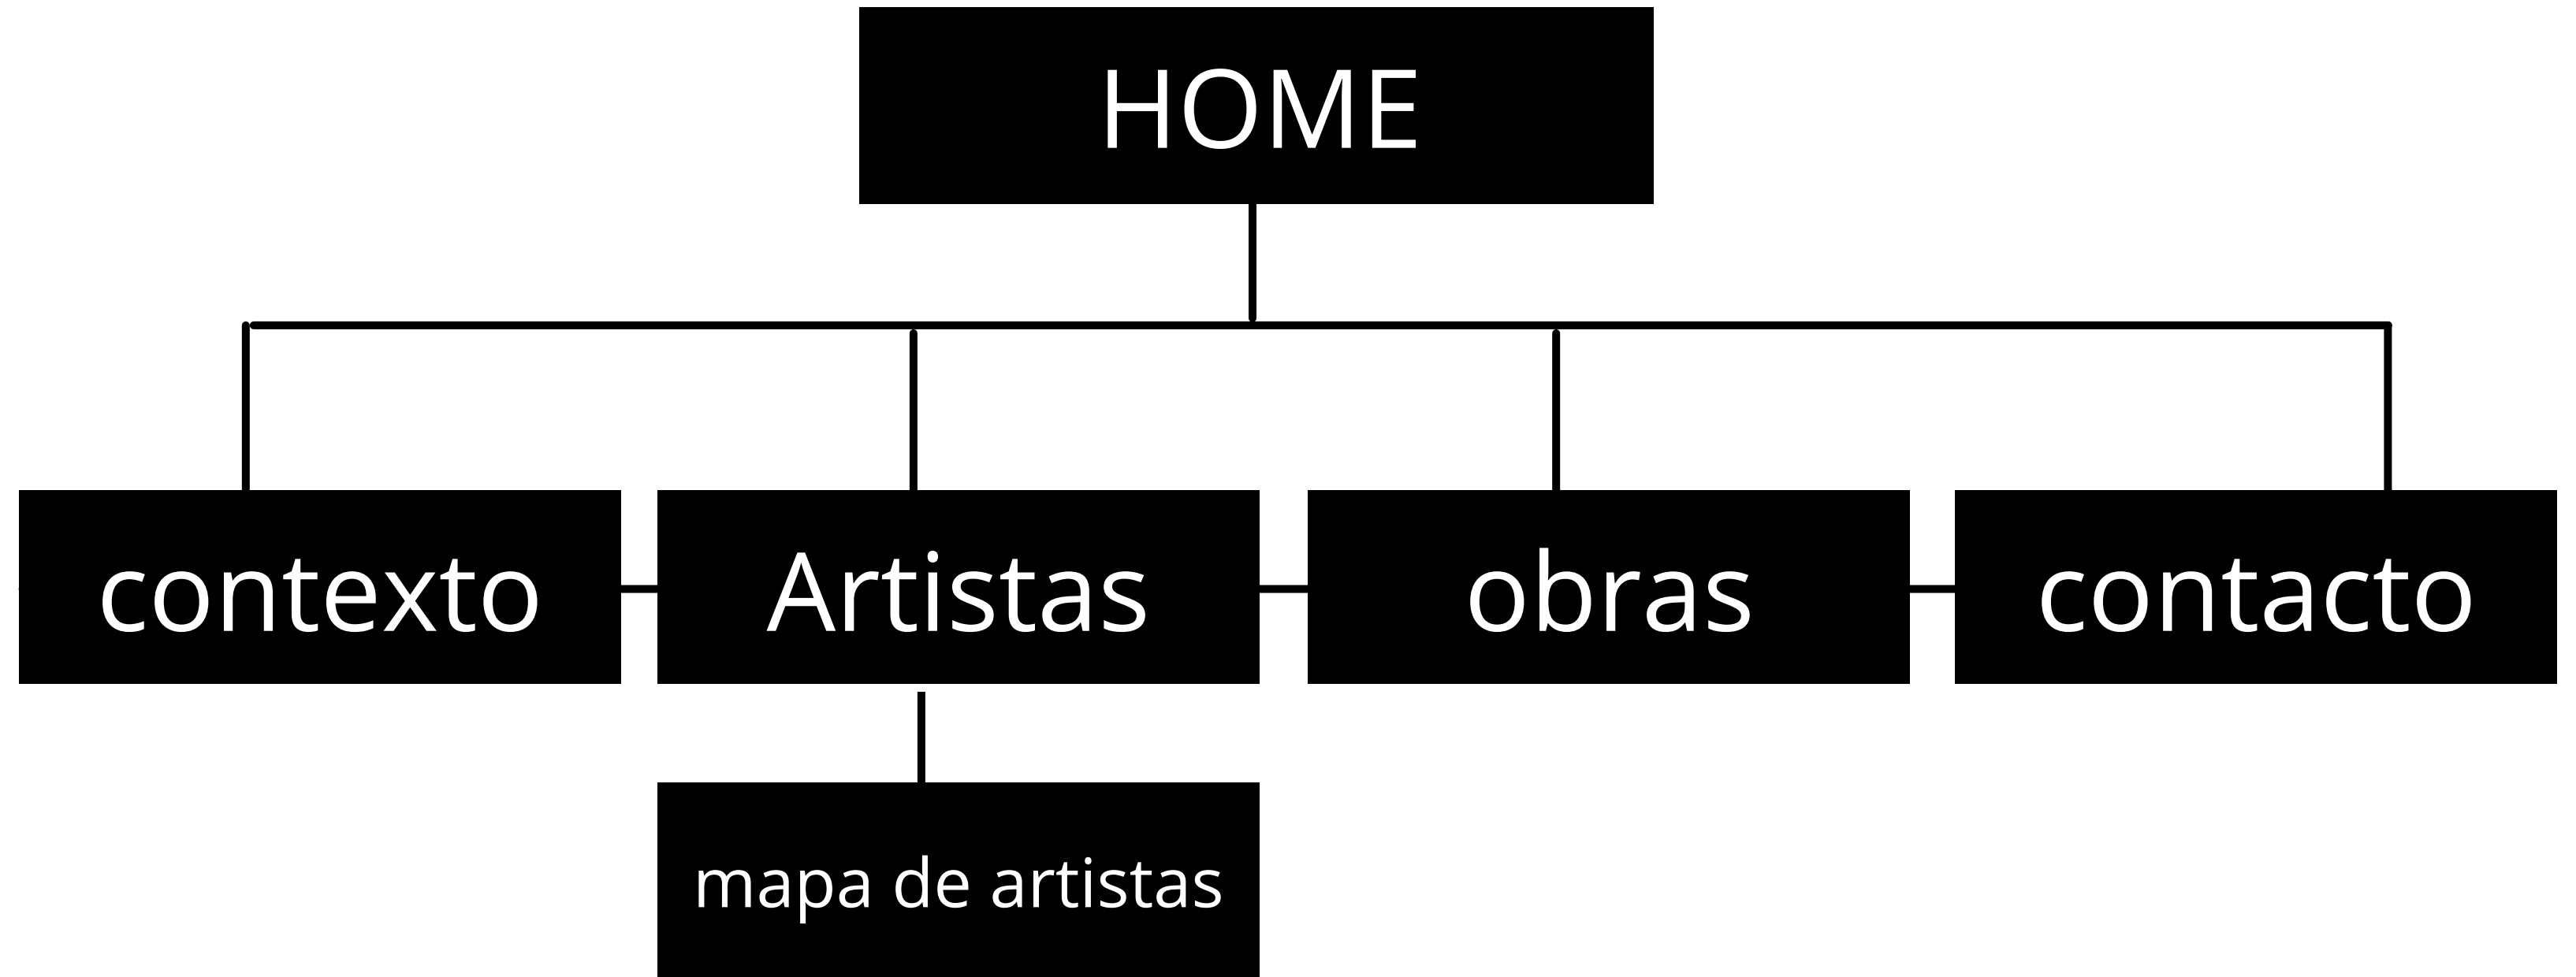 HOME
contexto
Artistas
obras
contacto
mapa de artistas